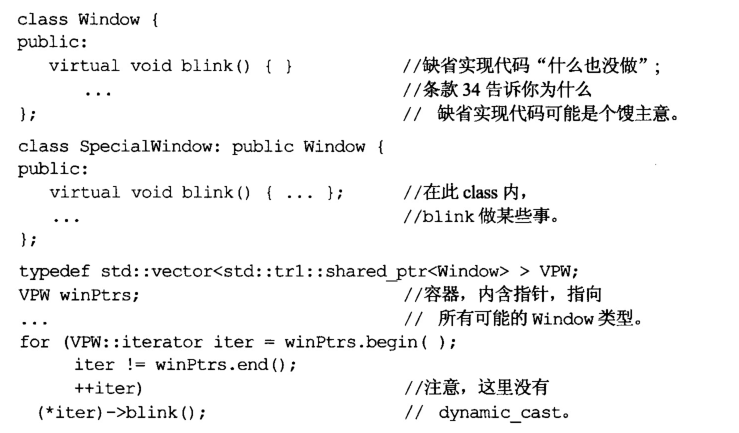 class Window {
public:
virtual void blink() { } //缺省实现代码“什么也没做”;
... //条款 34 告诉你为什么
}; // 缺省实现代码可能是个馊主意。
class SpecialWindow: public Window {
public:
virtual void blink() { ... }; //在此 class 内,
... //blink 做某些事。
};
typedef std::vector<std::tr1::shared_ptr<Window> > VPW;
VPW winPtrs; //容器，内含指针，指向
... // 所有可能的 Window 类型。
for (VPW::iterator iter = winPtrs.begin( );
iter != winPtrs.end();
++iter) //注意，这里没有
(*iter)->blink(); // dynamic_cast。